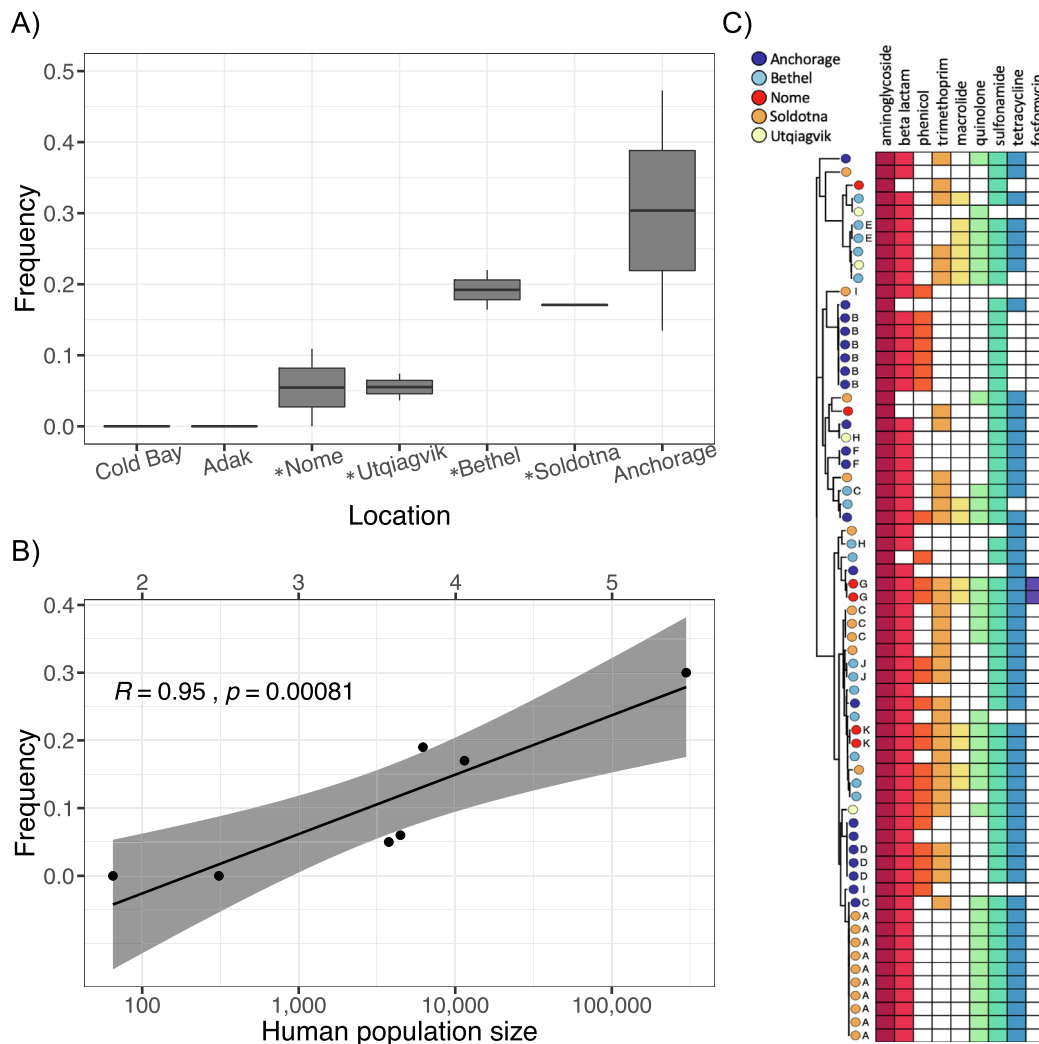 A)
0.5
0.4
0.3
0.2
0.1
0.0
Frequency
Cold Bay
Adak
*Nome
*Utqiagvik
*Bethel
*Soldotna
Anchorage
Location
B)
2 3 4 5
0.4
0.3
0.2
0.1
0.0
Frequency
R = 0.95 , p = 0.00081
100 1,000 10,000 100,000
Human population size
C)
Anchorage
Bethel
Nome
Soldotna
Utqiagvik
aminoglycoside
beta lactam
phenicol
trimethoprim
macrolide
quinolone
sulfonamide
tetracycline
fosfomycin
E
E
I
B
B
B
B
B
B
H
F
F
C
H
G
G
C
C
C
J
J
K
K
D
D
D
I
C
A
A
A
A
A
A
A
A
A
A